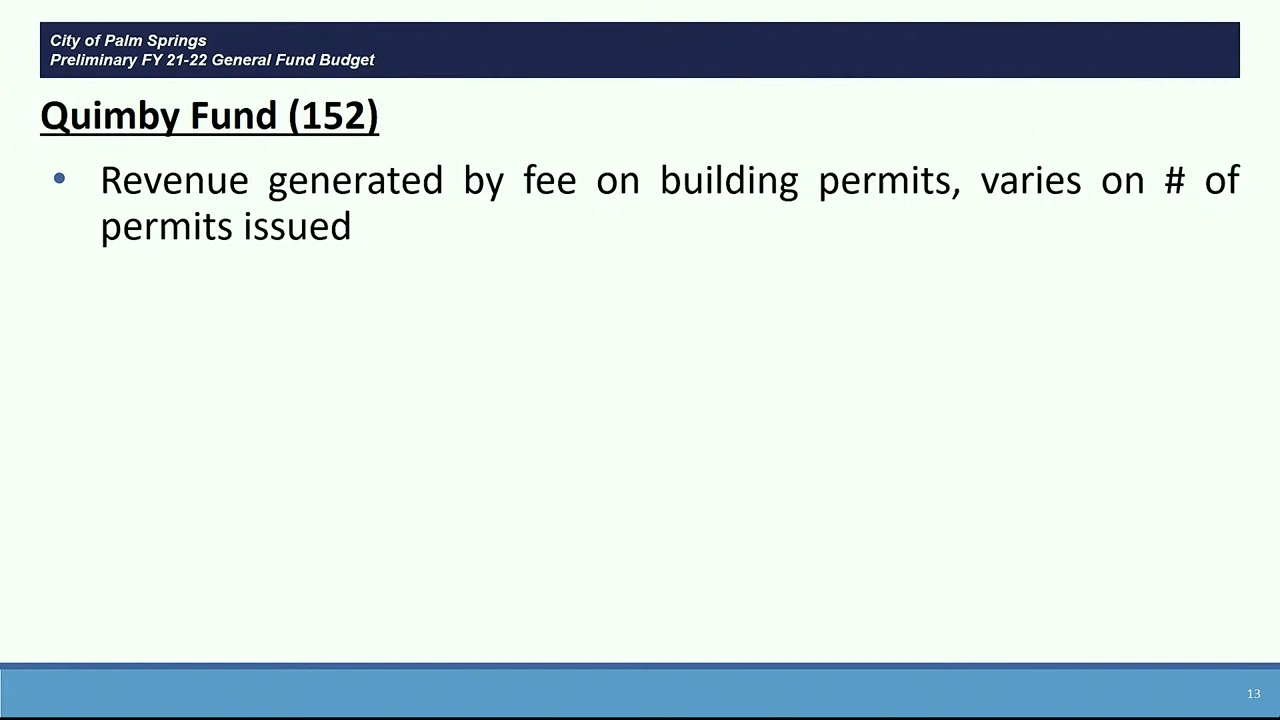 City of Palm Springs
Preliminary FY 21-22 General Fund Budget
Quimby Fund (152)
• Revenue generated by fee on building permits, varies on # of
permits issued
13